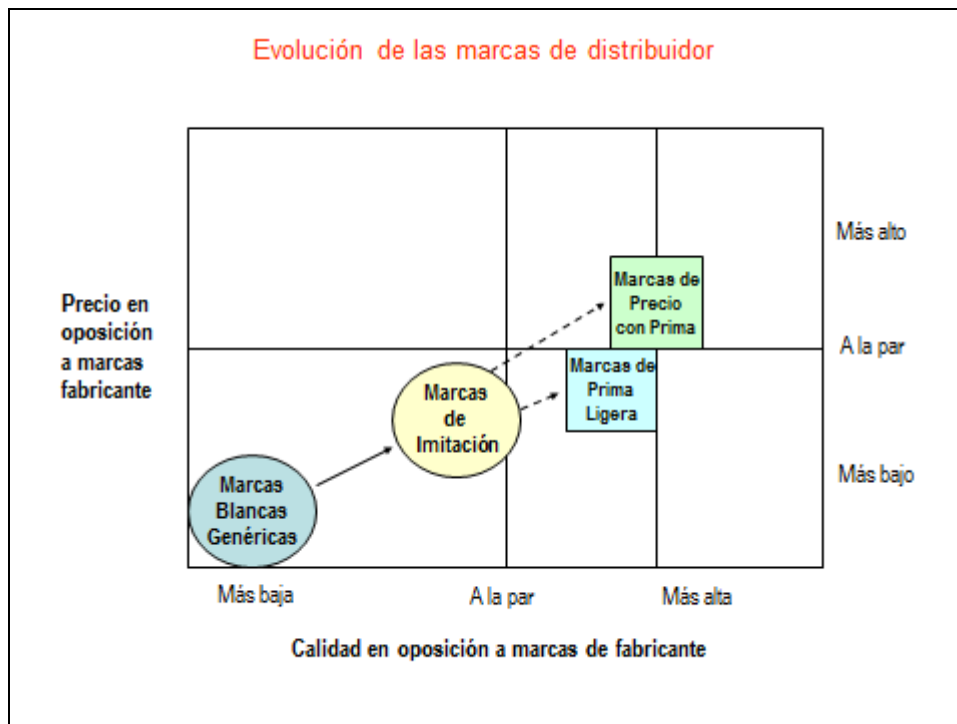 Evolución de las marcas de distribuidor
Más alto
Marcas de
Precio
con Prima
Precio en
oposición
a marcas
fabricante
A la par
Marcas de
Prima
Ligera
Marcas
de
Imitación
Más bajo
Marcas
Blancas
Genéricas
Más baja
A la par
Más alta
Calidad en oposición a marcas de fabricante